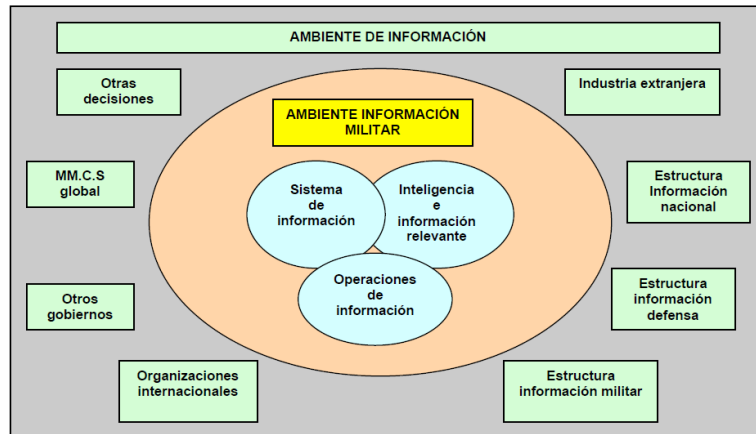 AMBIENTE DE INFORMACIÓN
Otras
decisiones
Industria extranjera
AMBIENTE INFORMACIÓN
MILITAR
MM.C.S
global
Sistema
de
información
Inteligencia
e
información
relevante
Estructura
Información
nacional
Otros
gobiernos
Operaciones
de
información
Estructura
información
defensa
Organizaciones
internacionales
Estructura
información militar